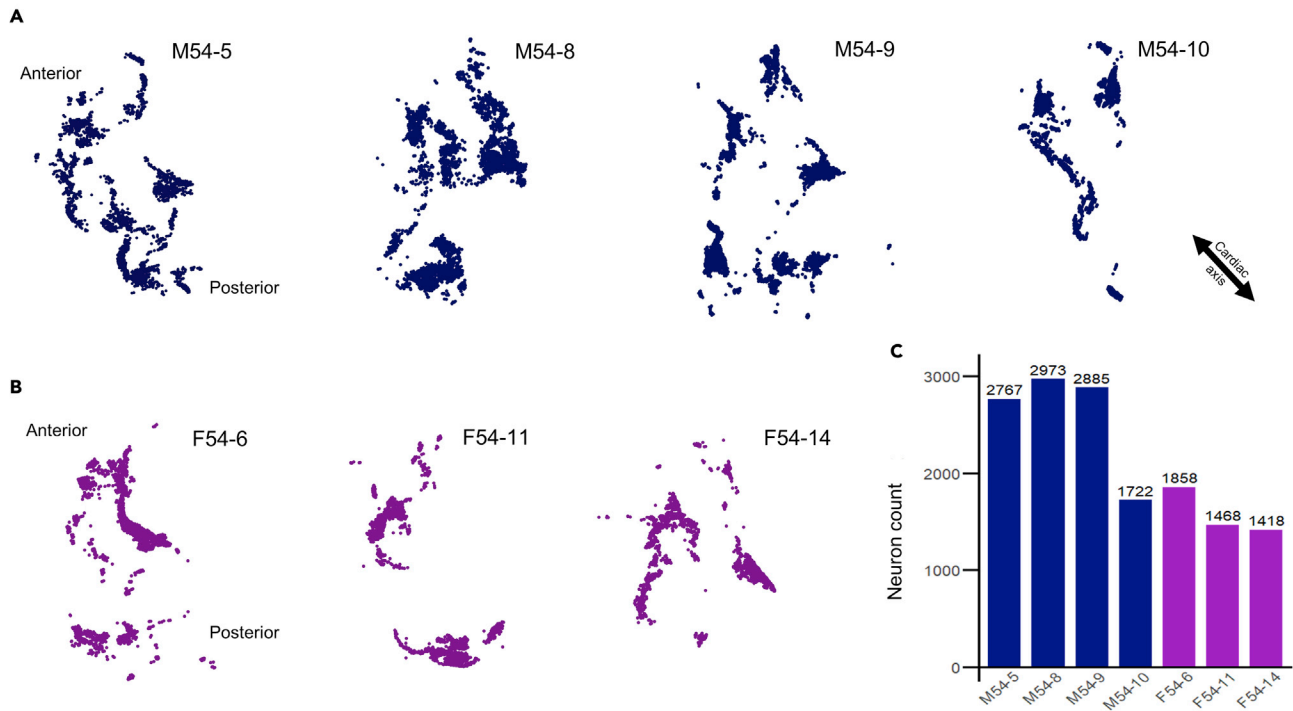 A
M54-5
M54-8
M54-9
M54-10
Anterior
Posterior
Cardiac
axis
B
Anterior
F54-6
F54-11
F54-14
Posterior
C
Neuron count
3000
2000
1000
0
2767
2973
2885
1722
1858
1468
1418
M54-5
M54-8
M54-9
M54-10
F54-6
F54-11
F54-14